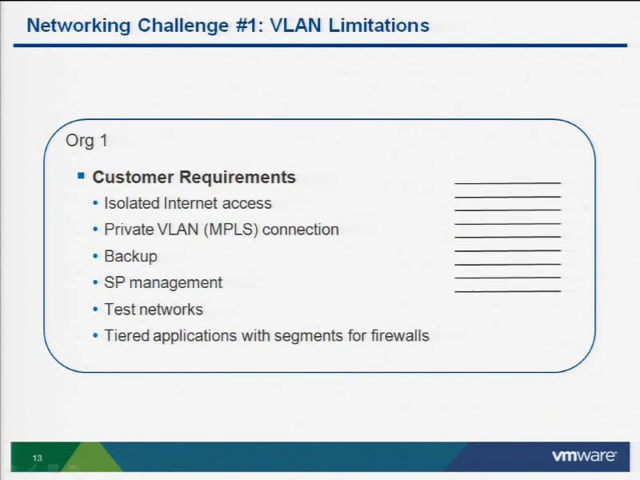 Networking Challenge #1: VLAN Limitations
Org 1
Customer Requirements
• Isolated Internet access
• Private VLAN (MPLS) connection
• Backup
• SP management
• Test networks
• Tiered applications with segments for firewalls
13
vmware